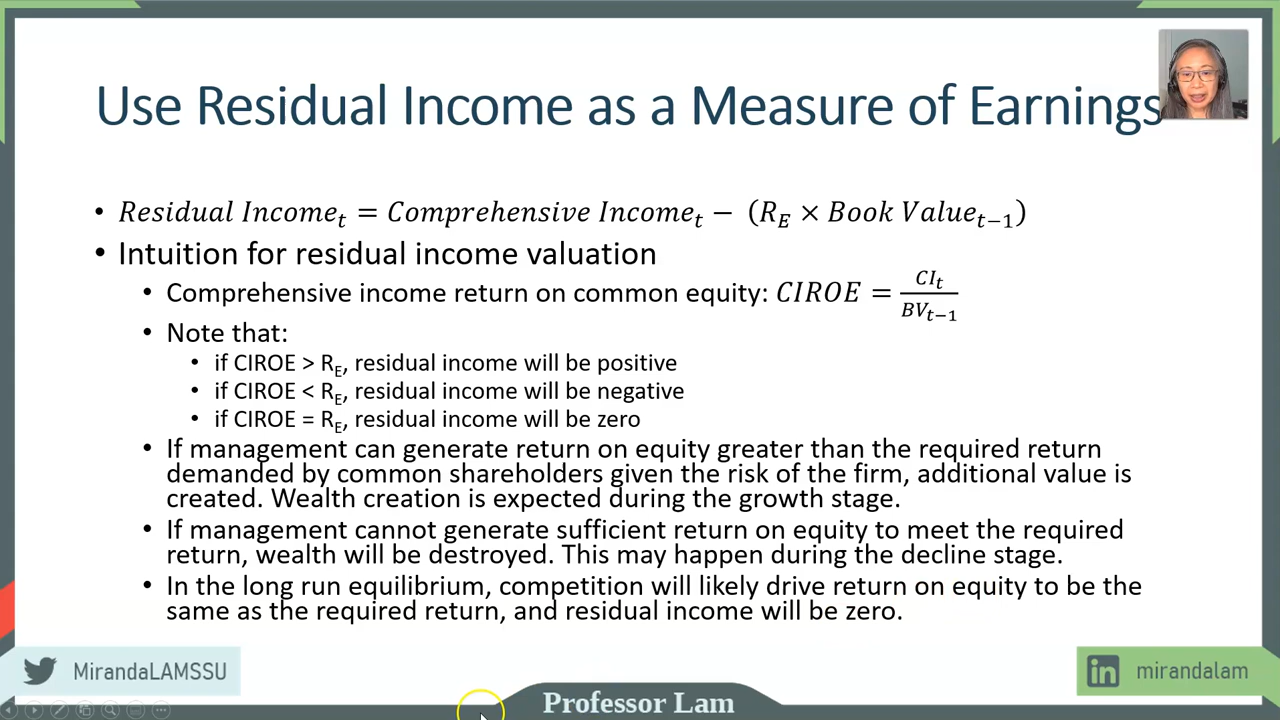 Use Residual Income as a Measure of Earnings
• Residual Incomeₜ = Comprehensive Incomeₜ − (R_E × Book Valueₜ₋₁)
• Intuition for residual income valuation
• Comprehensive income return on common equity: CIROE = CIₜ / BVₜ₋₁
• Note that:
• if CIROE > R_E, residual income will be positive
• if CIROE < R_E, residual income will be negative
• if CIROE = R_E, residual income will be zero
• If management can generate return on equity greater than the required return
demanded by common shareholders given the risk of the firm, additional value is
created. Wealth creation is expected during the growth stage.
• If management cannot generate sufficient return on equity to meet the required
return, wealth will be destroyed. This may happen during the decline stage.
• In the long run equilibrium, competition will likely drive return on equity to be the
same as the required return, and residual income will be zero.
MirandaLAMSSU
in mirandalam
Professor Lam